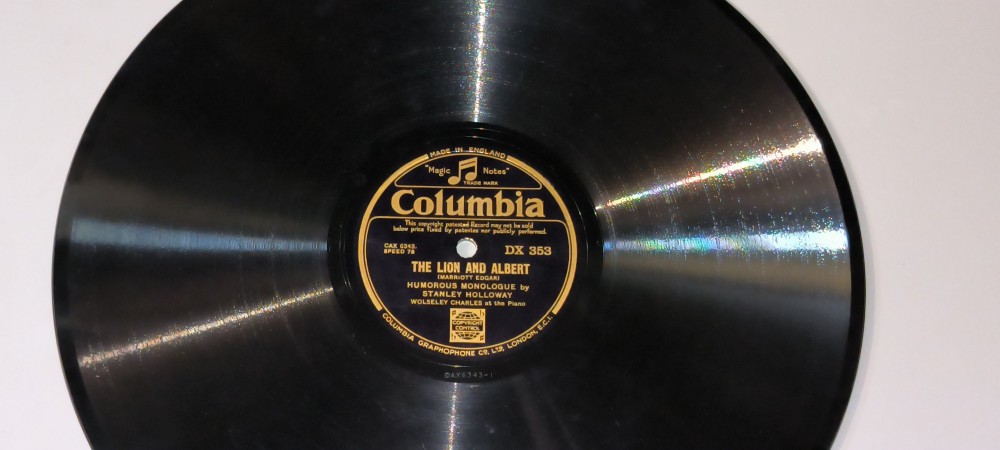 MADE IN ENGLAND
"Magic Notes"
TRADE MARK
Columbia
This copyright patented Record may not be sold
below price fixed by patentee nor publicly performed.
CAX 6343.
SPEED 78
DX 353
THE LION AND ALBERT
(MARRIOTT EDGAR)
HUMOROUS MONOLOGUE by
STANLEY HOLLOWAY
WOLSELEY CHARLES at the Piano
COPYRIGHT
CONTROL
COLUMBIA GRAPHOPHONE CO. LTD. LONDON, E.C.1.
CAX6343-1